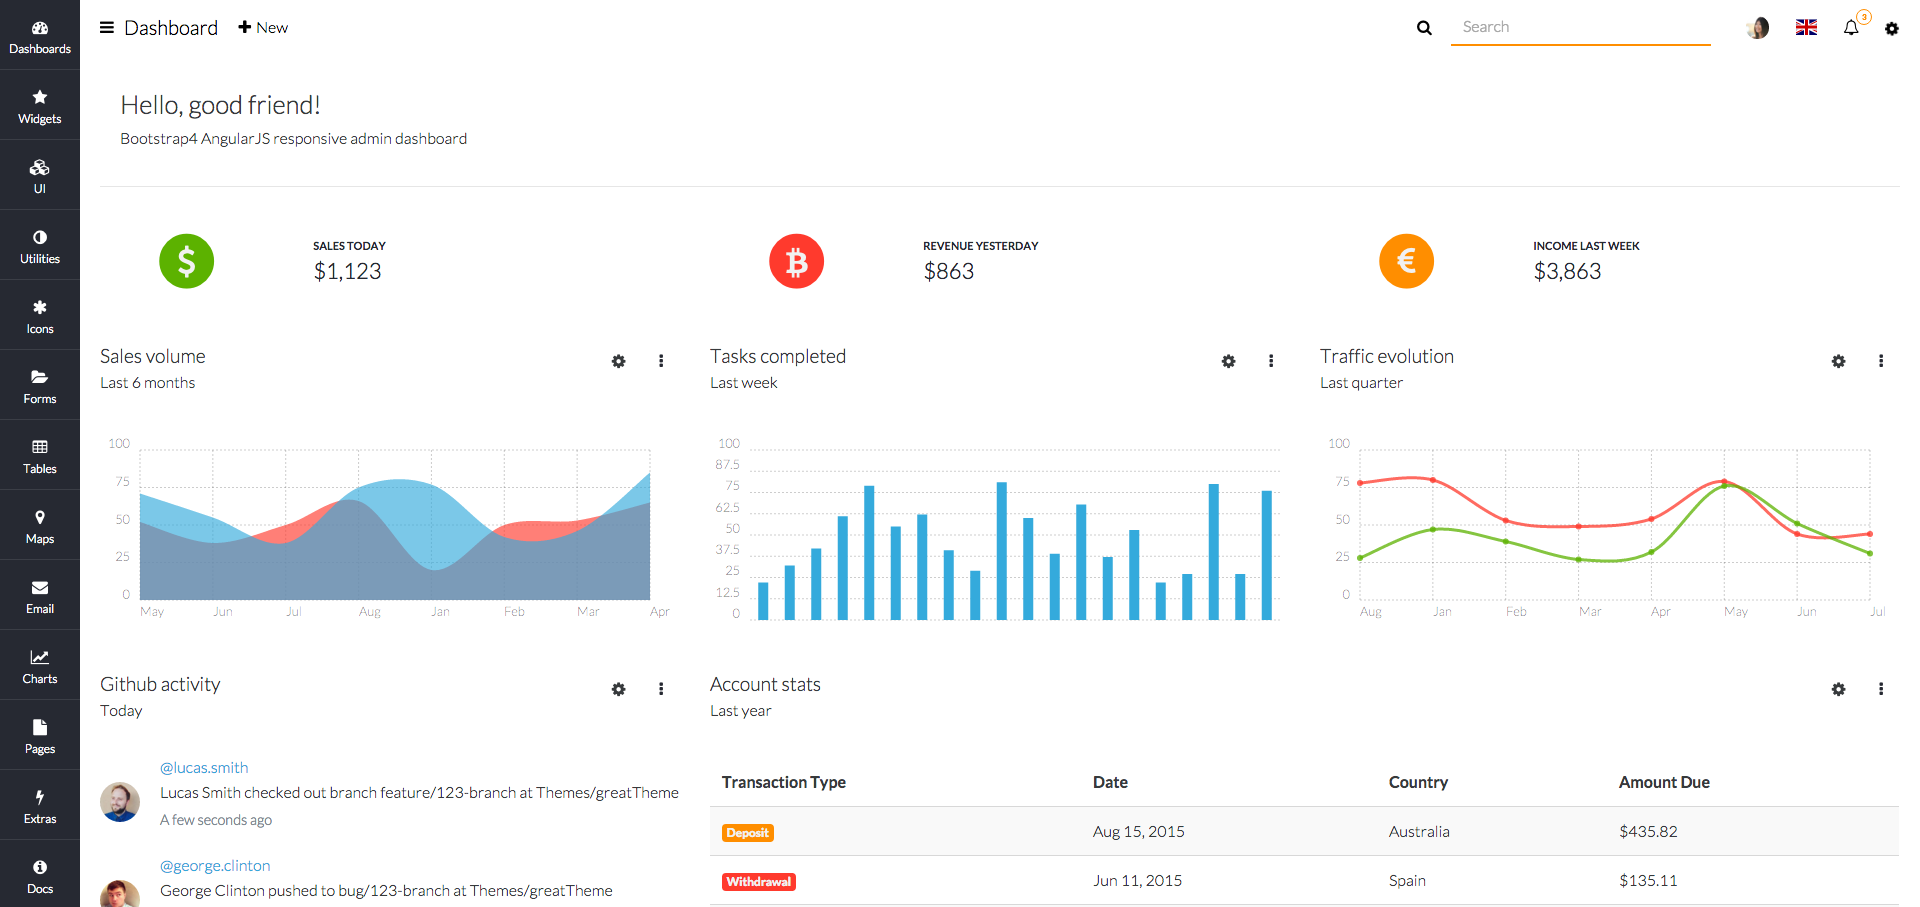 Dashboards
Widgets
UI
Utilities
Icons
Forms
Tables
Maps
Email
Charts
Pages
Extras
Docs
Dashboard
New
Search
3
Hello, good friend!
Bootstrap4 AngularJS responsive admin dashboard
SALES TODAY
$1,123
REVENUE YESTERDAY
$863
INCOME LAST WEEK
$3,863
Sales volume
Last 6 months
100
75
50
25
0
May Jun Jul Aug Jan Feb Mar Apr
Tasks completed
Last week
100
87.5
75
62.5
50
37.5
25
12.5
0
Traffic evolution
Last quarter
100
75
50
25
0
Aug Jan Feb Mar Apr May Jun Jul
Github activity
Today
@lucas.smith
Lucas Smith checked out branch feature/123-branch at Themes/greatTheme
A few seconds ago
@george.clinton
George Clinton pushed to bug/123-branch at Themes/greatTheme
Account stats
Last year
Transaction Type Date Country Amount Due
Deposit Aug 15, 2015 Australia $435.82
Withdrawal Jun 11, 2015 Spain $135.11